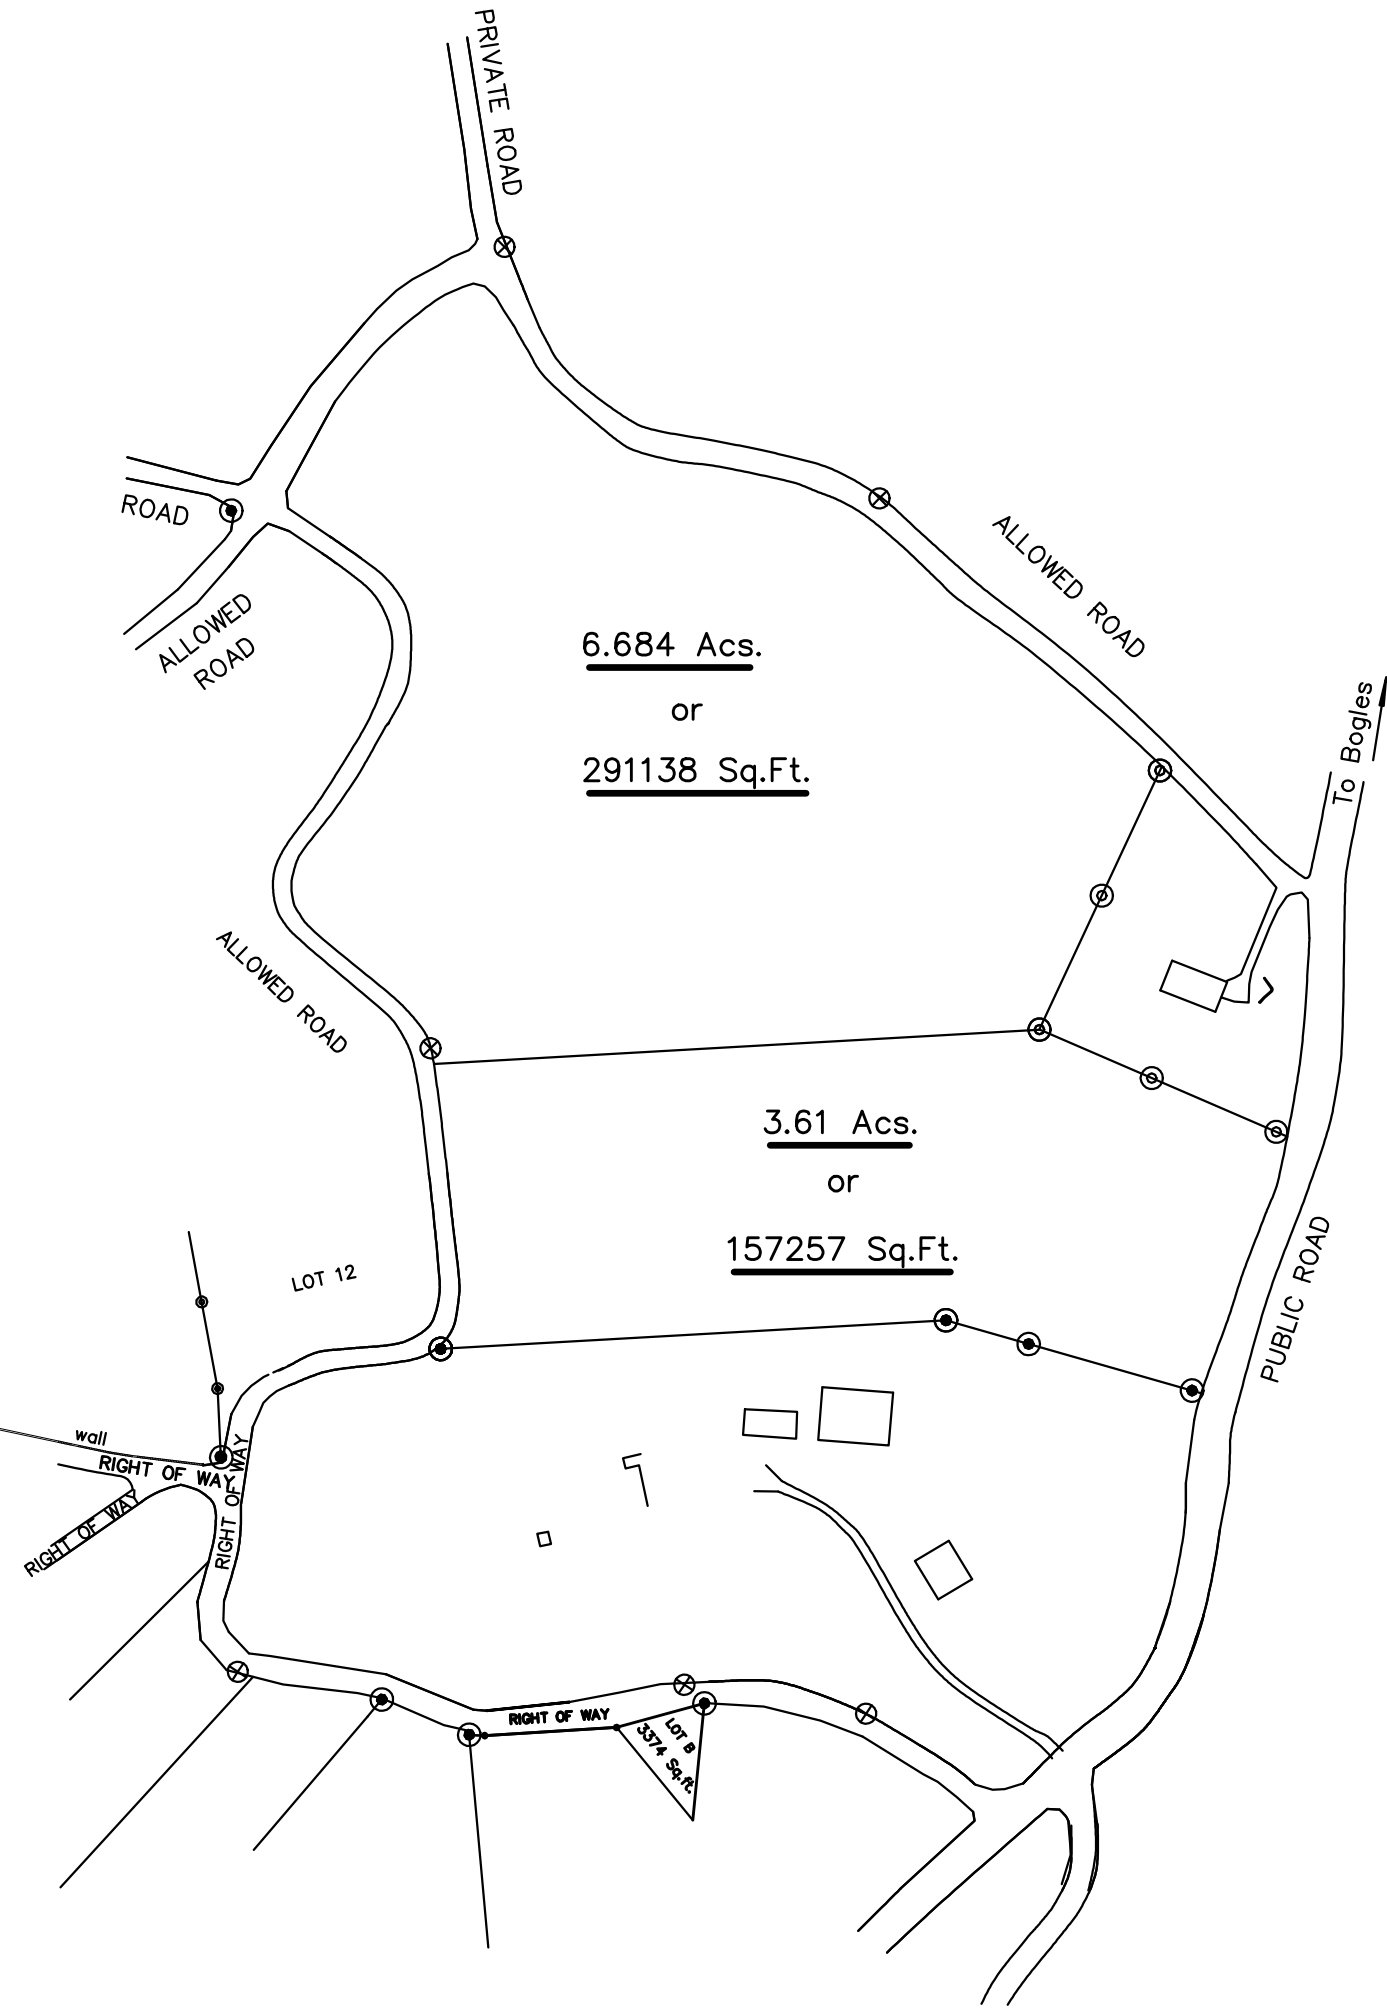 PRIVATE ROAD
ROAD
ALLOWED
ROAD
ALLOWED ROAD
6.684 Acs.
or
291138 Sq.Ft.
To Bogles
ALLOWED ROAD
3.61 Acs.
or
157257 Sq.Ft.
PUBLIC ROAD
LOT 12
wall
RIGHT OF WAY
RIGHT OF WAY
RIGHT OF WAY
RIGHT OF WAY
LOT B
3374 Sq.ft.